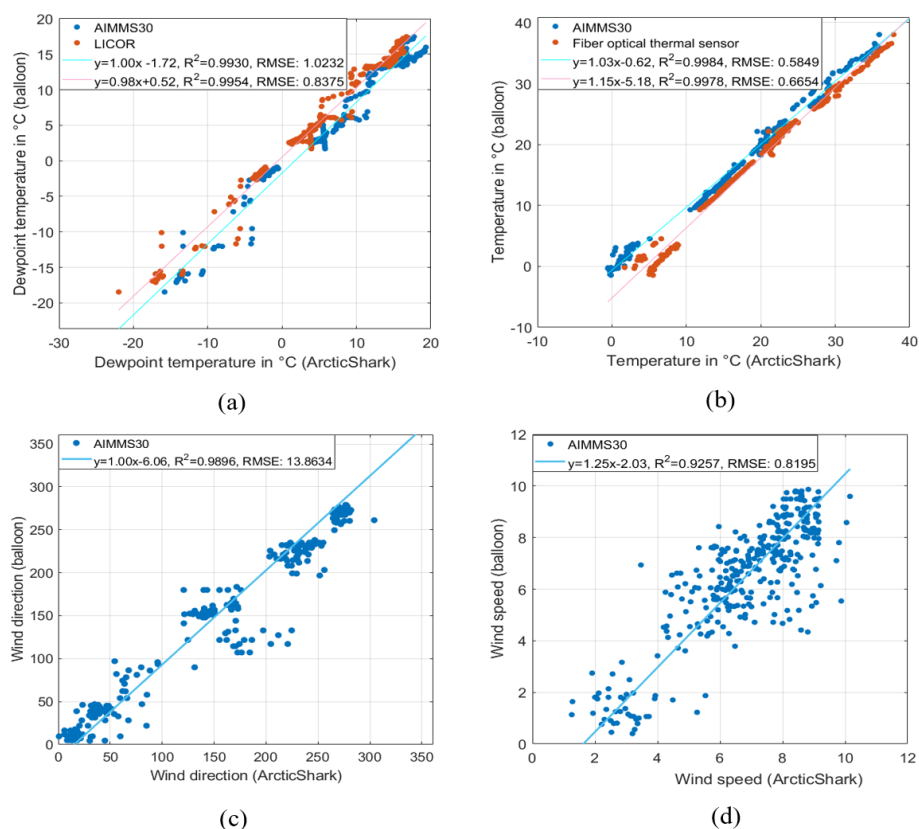 AIMMS30
LICOR
y=1.00x -1.72, R²=0.9930, RMSE: 1.0232
y=0.98x+0.52, R²=0.9954, RMSE: 0.8375
20
15
10
5
0
-5
-10
-15
-20
Dewpoint temperature in °C (balloon)
-30
-20
-10
0
10
20
Dewpoint temperature in °C (ArcticShark)
(a)
AIMMS30
Fiber optical thermal sensor
y=1.03x-0.62, R²=0.9984, RMSE: 0.5849
y=1.15x-5.18, R²=0.9978, RMSE: 0.6654
40
30
20
10
0
-10
Temperature in °C (balloon)
-10
0
10
20
30
40
Temperature in °C (ArcticShark)
(b)
AIMMS30
y=1.00x-6.06, R²=0.9896, RMSE: 13.8634
350
300
250
200
150
100
50
0
Wind direction (balloon)
0
50
100
150
200
250
300
350
Wind direction (ArcticShark)
(c)
AIMMS30
y=1.25x-2.03, R²=0.9257, RMSE: 0.8195
12
10
8
6
4
2
0
Wind speed (balloon)
0
2
4
6
8
10
12
Wind speed (ArcticShark)
(d)